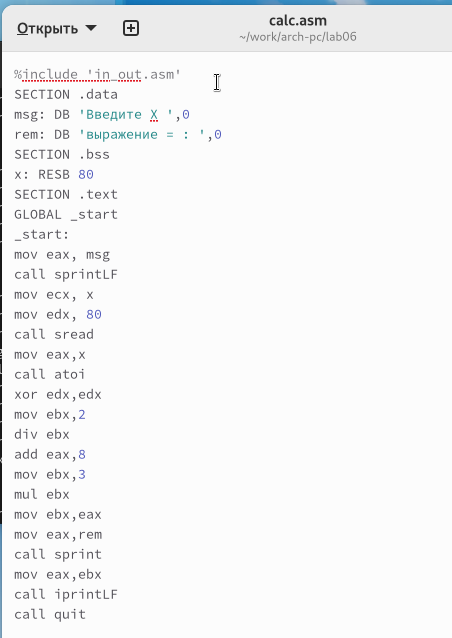 Открыть
calc.asm
~/work/arch-pc/lab06
%include 'in_out.asm'
SECTION .data
msg: DB 'Введите X ',0
rem: DB 'выражение = : ',0
SECTION .bss
x: RESB 80
SECTION .text
GLOBAL _start
_start:
mov eax, msg
call sprintLF
mov ecx, x
mov edx, 80
call sread
mov eax,x
call atoi
xor edx,edx
mov ebx,2
div ebx
add eax,8
mov ebx,3
mul ebx
mov ebx,eax
mov eax,rem
call sprint
mov eax,ebx
call iprintLF
call quit